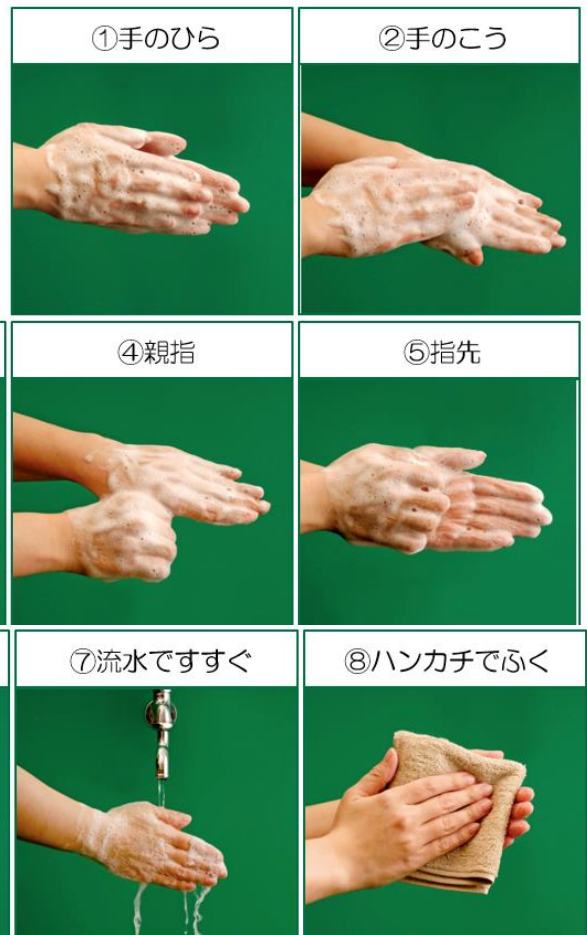 ①手のひら
②手のこう
④親指
⑤指先
⑦流水ですすぐ
⑧ハンカチでふく